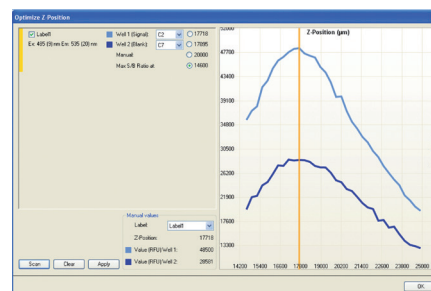 Optimize Z Position
Label1
Ex: 485 (9) nm Em: 535 (20) nm
Well 1 (Signal): C2 17718
Well 2 (Blank): C7 17895
Manual: 20000
Max S/B Ratio at: 14600
Manual values
Label: Label1
Z-Position: 17718
Value (RFU) Well 1: 48500
Value (RFU) Well 2: 28581
Scan Clear Apply
Z-Position (µm)
52000
47700
43400
39100
34800
30500
26200
21900
17600
13300
14200 15400 16600 17800 19000 20200 21400 22600 23800 25000
OK